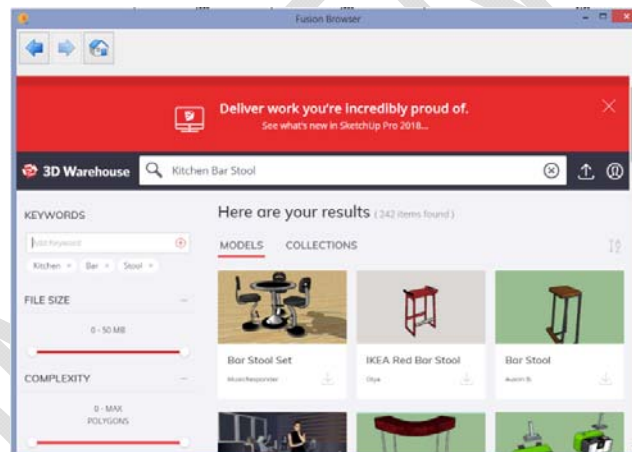 Fusion Browser
Deliver work you're incredibly proud of.
See what's new in SketchUp Pro 2018...
3D Warehouse
Kitchen Bar Stool
KEYWORDS
Add Keyword
Kitchen × Bar × Stool ×
FILE SIZE
0 - 50 MB
COMPLEXITY
0 - MAX
POLYGONS
Here are your results (242 items found)
MODELS COLLECTIONS
Bar Stool Set
IKEA Red Bar Stool
Olya
Bar Stool
Austin B.